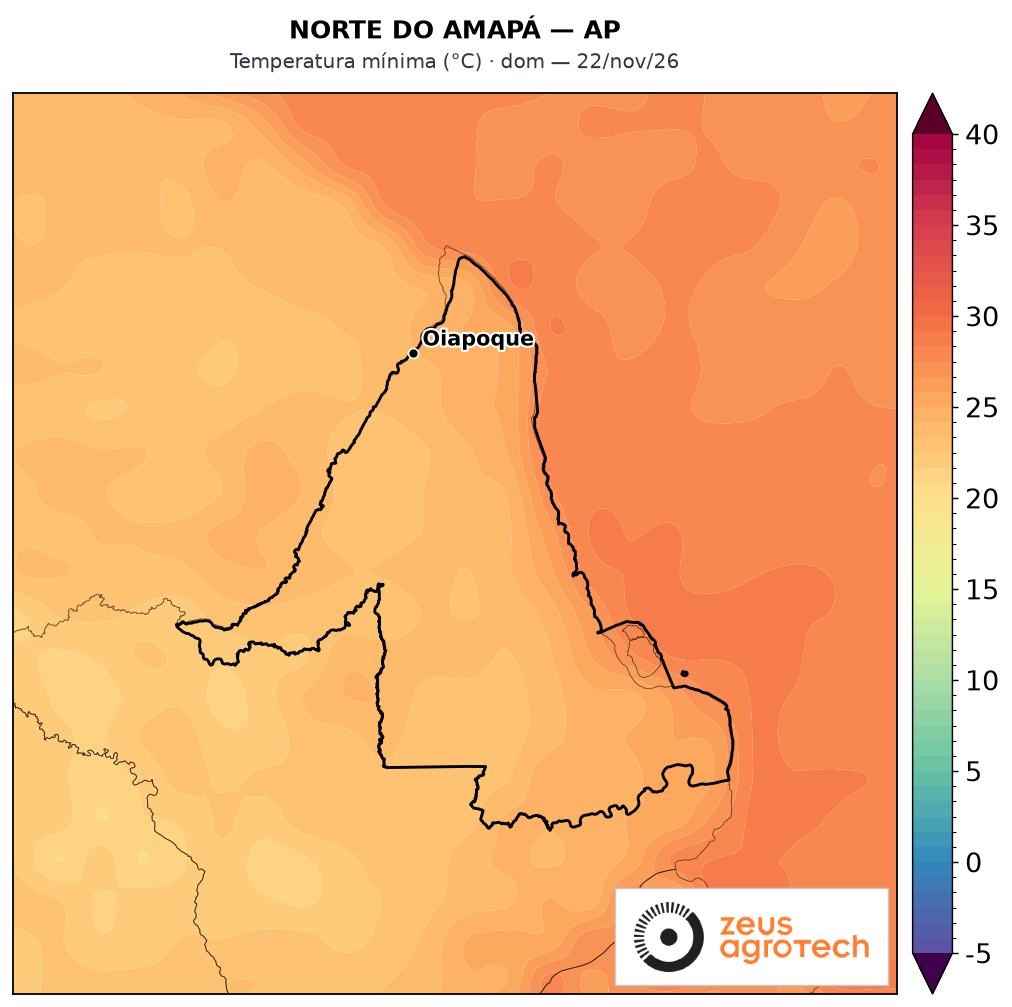 NORTE DO AMAPÁ — AP
Temperatura mínima (°C) · dom — 22/nov/26
Oiapoque
40
35
30
25
20
15
10
5
0
-5
zeus
agrotech